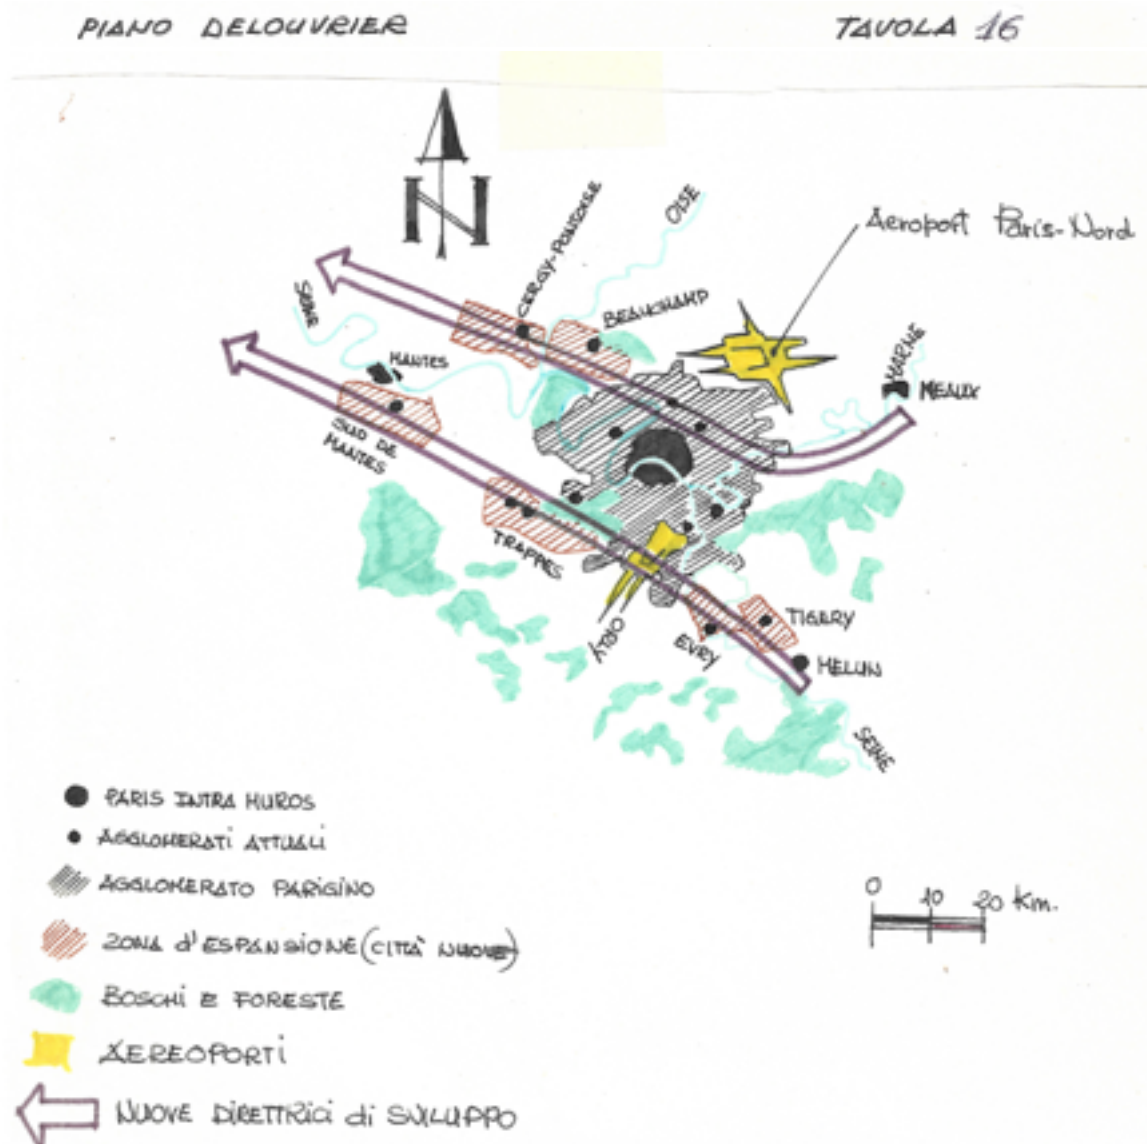 PIANO DELOUVRIER
TAVOLA 16
N
CERGY-PONTOISE
OISE
Aeroport Paris-Nord
BEAUCHAMP
MARNE
MEAUX
MANTES
SUD DE
MANTES
TRAPPES
ORLY
EVRY
TIGERY
MELUN
SEINE
PARIS INTRA MUROS
AGGLOMERATI ATTUALI
AGGLOMERATO PARIGINO
ZONA d'ESPANSIONE (CITTÀ NUOVE)
BOSCHI E FORESTE
AEREOPORTI
NUOVE DIRETTRICI di SVILUPPO
0 10 20 Km.